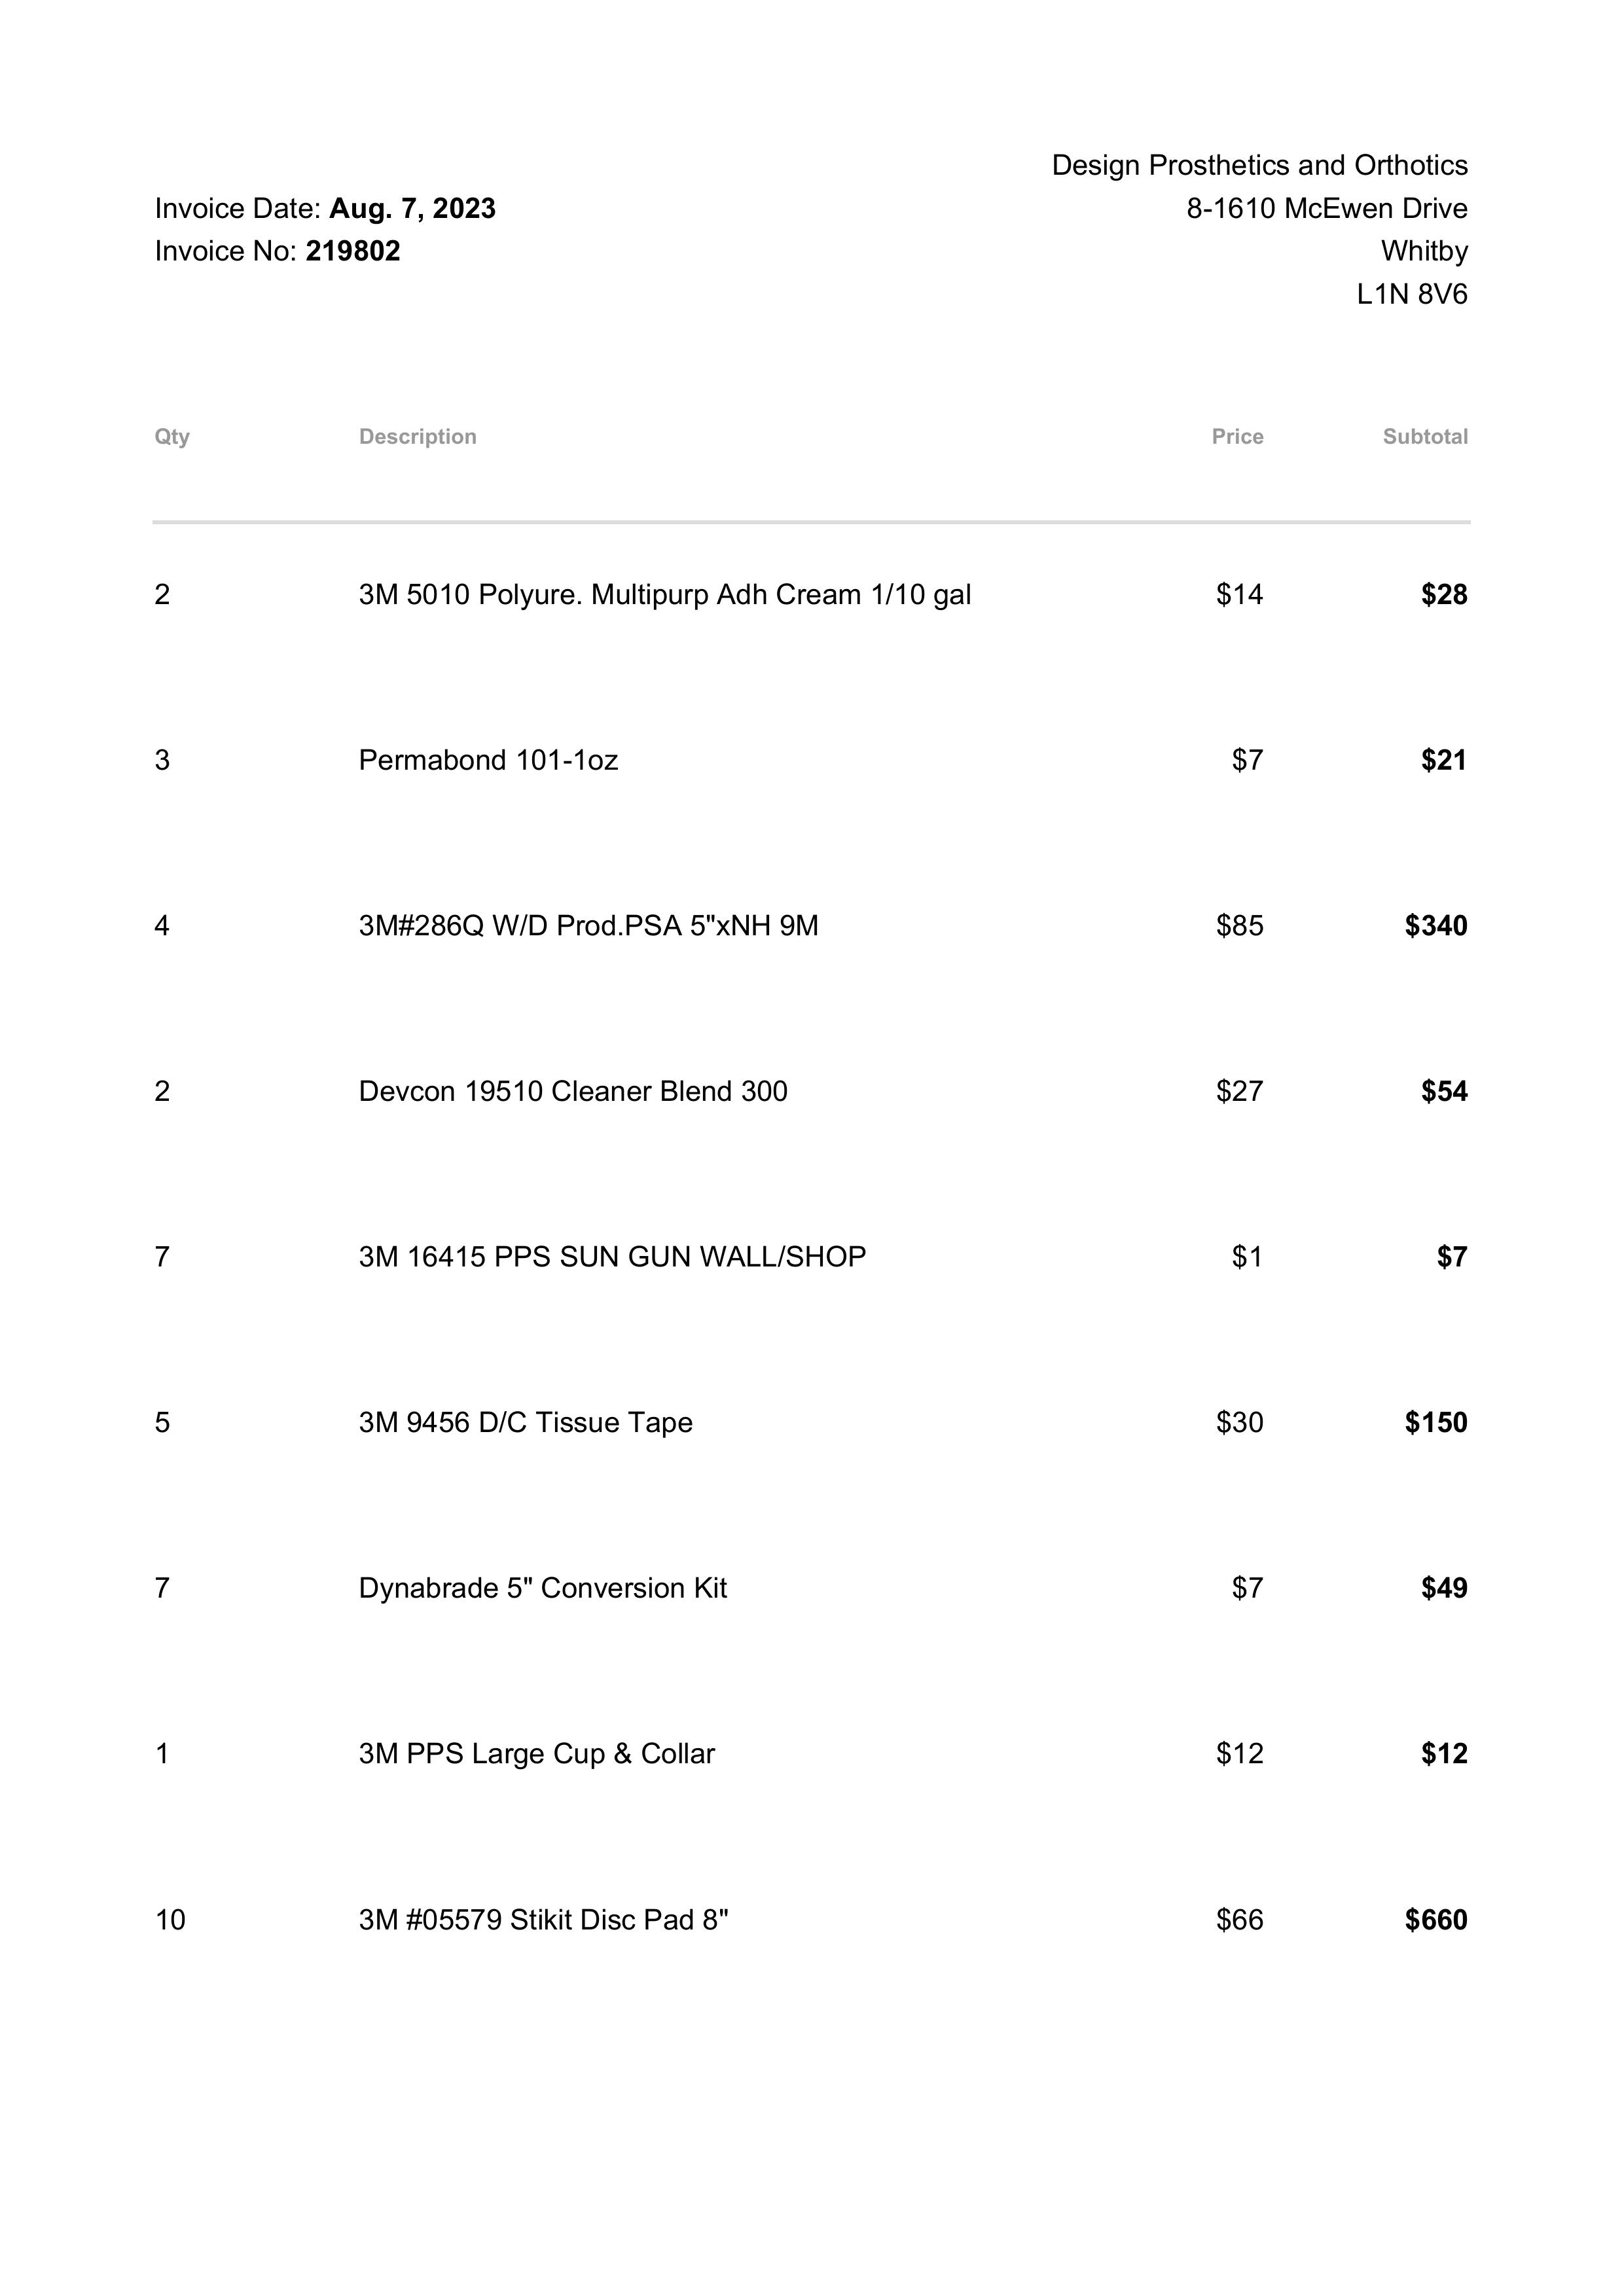 Design Prosthetics and Orthotics
Invoice Date: Aug. 7, 2023 8-1610 McEwen Drive
Invoice No: 219802 Whitby
L1N 8V6
Qty Description Price Subtotal
2 3M 5010 Polyure. Multipurp Adh Cream 1/10 gal $14 $28
3 Permabond 101-1oz $7 $21
4 3M#286Q W/D Prod.PSA 5"xNH 9M $85 $340
2 Devcon 19510 Cleaner Blend 300 $27 $54
7 3M 16415 PPS SUN GUN WALL/SHOP $1 $7
5 3M 9456 D/C Tissue Tape $30 $150
7 Dynabrade 5" Conversion Kit $7 $49
1 3M PPS Large Cup & Collar $12 $12
10 3M #05579 Stikit Disc Pad 8" $66 $660